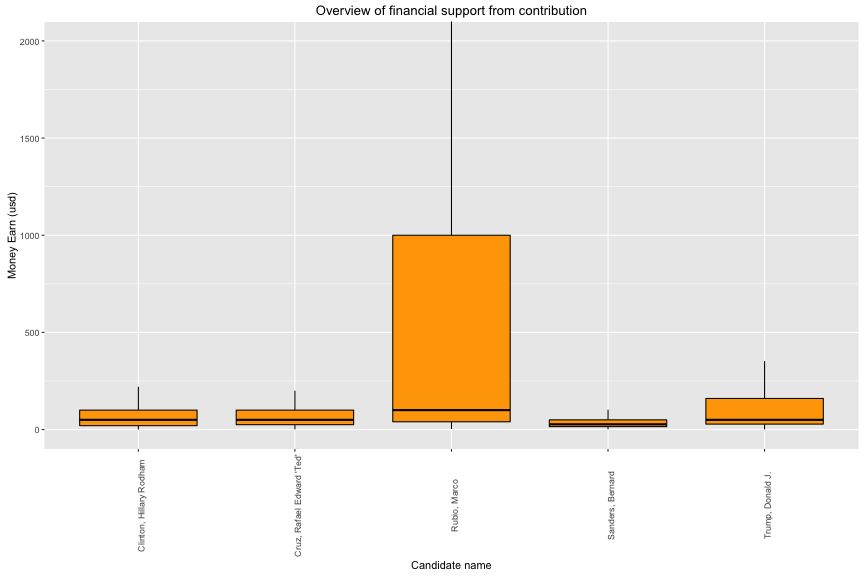 Overview of financial support from contribution
Money Earn (usd)
2000
1500
1000
500
0
Clinton, Hillary Rodham
Cruz, Rafael Edward 'Ted'
Rubio, Marco
Sanders, Bernard
Trump, Donald J.
Candidate name